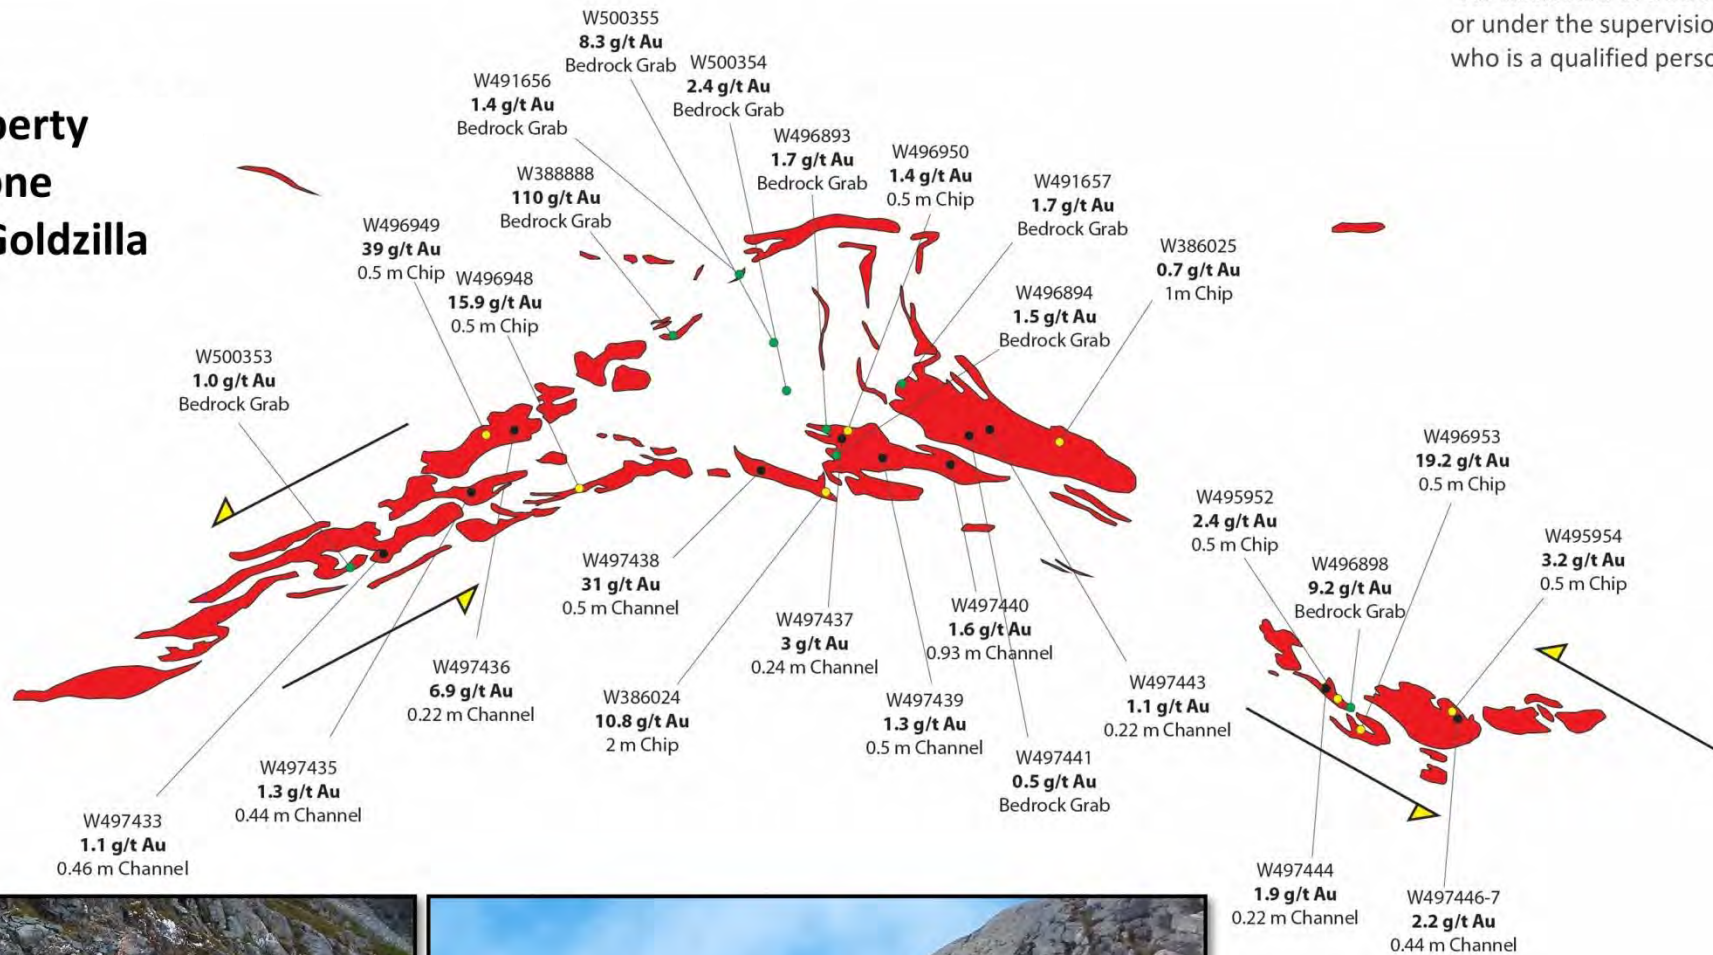 or under the supervision
who is a qualified perso
perty
one
Goldzilla
W500355
8.3 g/t Au
Bedrock Grab
W500354
2.4 g/t Au
Bedrock Grab
W491656
1.4 g/t Au
Bedrock Grab
W496893
1.7 g/t Au
Bedrock Grab
W496950
1.4 g/t Au
0.5 m Chip
W388888
110 g/t Au
Bedrock Grab
W491657
1.7 g/t Au
Bedrock Grab
W496949
39 g/t Au
0.5 m Chip
W386025
0.7 g/t Au
1m Chip
W496948
15.9 g/t Au
0.5 m Chip
W496894
1.5 g/t Au
Bedrock Grab
W500353
1.0 g/t Au
Bedrock Grab
W496953
19.2 g/t Au
0.5 m Chip
W495952
2.4 g/t Au
0.5 m Chip
W495954
3.2 g/t Au
0.5 m Chip
W496898
9.2 g/t Au
Bedrock Grab
W497438
31 g/t Au
0.5 m Channel
W497437
3 g/t Au
0.24 m Channel
W497440
1.6 g/t Au
0.93 m Channel
W497436
6.9 g/t Au
0.22 m Channel
W386024
10.8 g/t Au
2 m Chip
W497439
1.3 g/t Au
0.5 m Channel
W497443
1.1 g/t Au
0.22 m Channel
W497435
1.3 g/t Au
0.44 m Channel
W497441
0.5 g/t Au
Bedrock Grab
W497433
1.1 g/t Au
0.46 m Channel
W497444
1.9 g/t Au
0.22 m Channel
W497446-7
2.2 g/t Au
0.44 m Channel